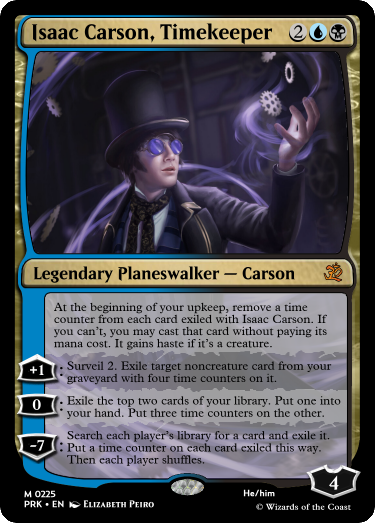 Isaac Carson, Timekeeper 2
Legendary Planeswalker — Carson
At the beginning of your upkeep, remove a time
counter from each card exiled with Isaac Carson. If
you can't, you may cast that card without paying its
mana cost. It gains haste if it's a creature.
+1: Surveil 2. Exile target noncreature card from your
graveyard with four time counters on it.
0: Exile the top two cards of your library. Put one into
your hand. Put three time counters on the other.
-7: Search each player's library for a card and exile it.
Put a time counter on each card exiled this way.
Then each player shuffles.
4
M 0225 He/him
PRK • EN Elizabeth Peiro © Wizards of the Coast